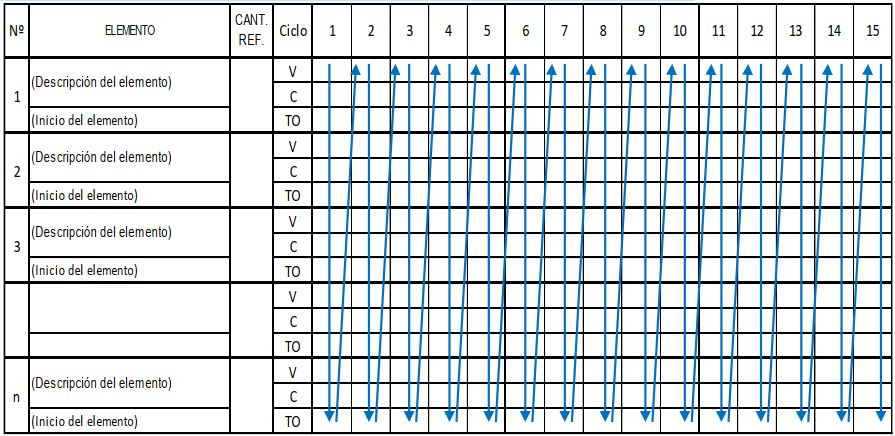 Nº ELEMENTO CANT. REF. Ciclo 1 2 3 4 5 6 7 8 9 10 11 12 13 14 15
1 (Descripción del elemento) V
C
(Inicio del elemento) TO
2 (Descripción del elemento) V
C
(Inicio del elemento) TO
3 (Descripción del elemento) V
C
(Inicio del elemento) TO
V
C
TO
n (Descripción del elemento) V
C
(Inicio del elemento) TO